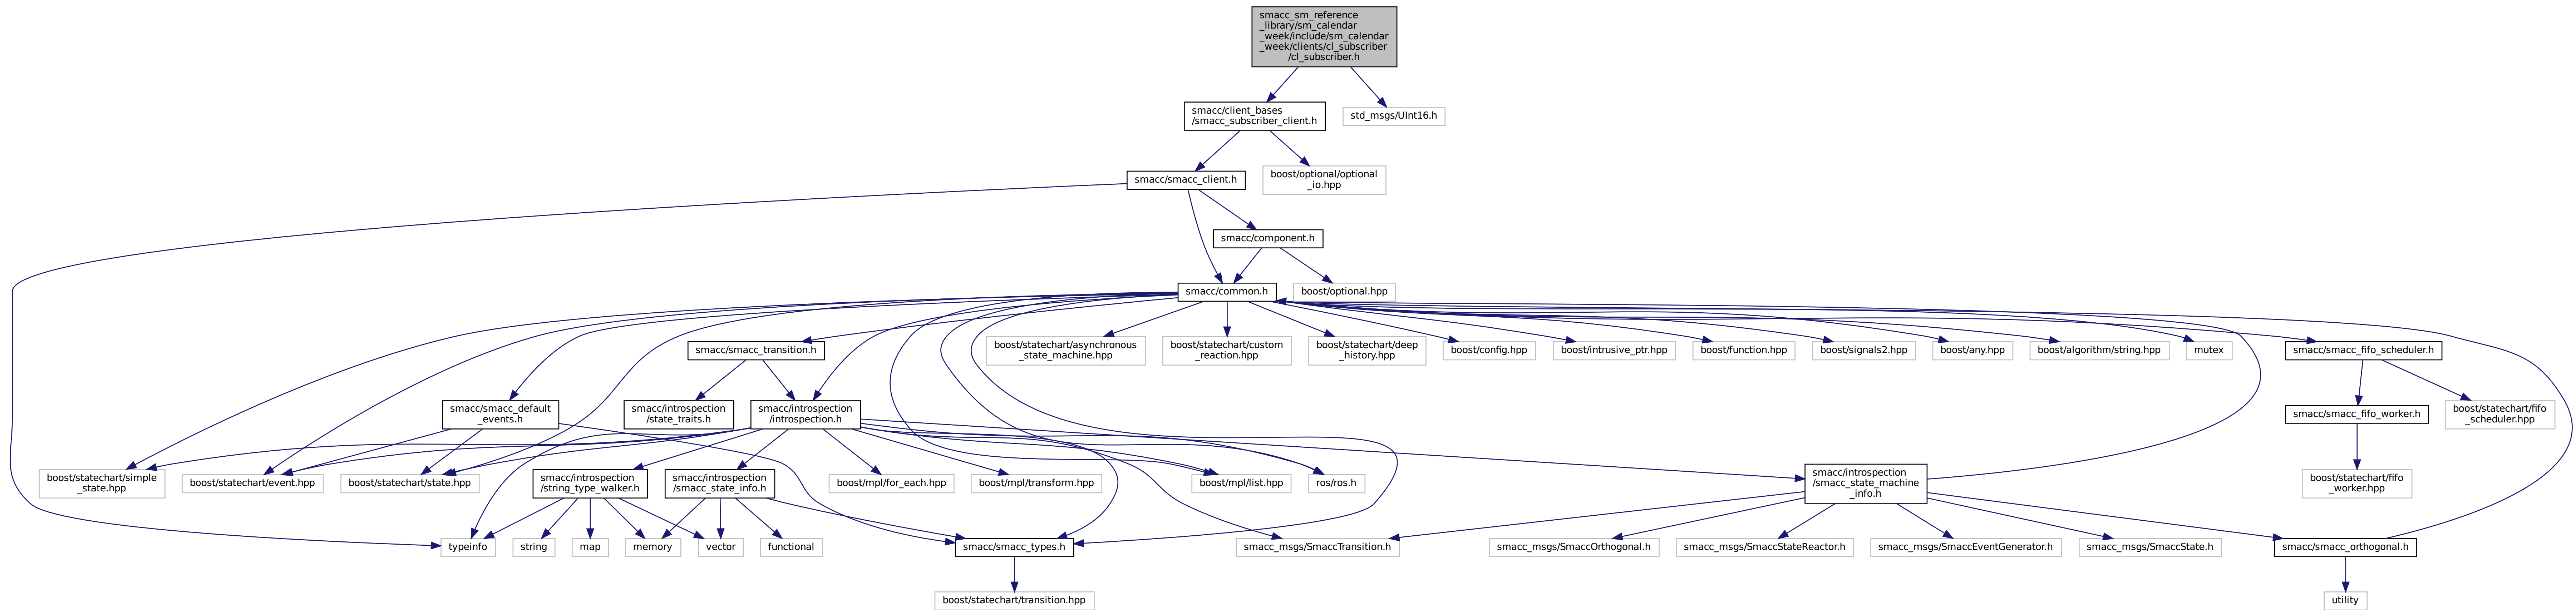 smacc_sm_reference
_library/sm_calendar
_week/include/sm_calendar
_week/clients/cl_subscriber
/cl_subscriber.h
smacc/client_bases
/smacc_subscriber_client.h
std_msgs/UInt16.h
smacc/smacc_client.h
boost/optional/optional
_io.hpp
smacc/component.h
smacc/common.h
boost/optional.hpp
smacc/smacc_transition.h
boost/statechart/asynchronous
_state_machine.hpp
boost/statechart/custom
_reaction.hpp
boost/statechart/deep
_history.hpp
boost/config.hpp
boost/intrusive_ptr.hpp
boost/function.hpp
boost/signals2.hpp
boost/any.hpp
boost/algorithm/string.hpp
mutex
smacc/smacc_fifo_scheduler.h
smacc/smacc_default
_events.h
smacc/introspection
/state_traits.h
smacc/introspection
/introspection.h
smacc/smacc_fifo_worker.h
boost/statechart/fifo
_scheduler.hpp
boost/statechart/simple
_state.hpp
boost/statechart/event.hpp
boost/statechart/state.hpp
smacc/introspection
/string_type_walker.h
smacc/introspection
/smacc_state_info.h
boost/mpl/for_each.hpp
boost/mpl/transform.hpp
boost/mpl/list.hpp
ros/ros.h
smacc/introspection
/smacc_state_machine
_info.h
boost/statechart/fifo
_worker.hpp
typeinfo
string
map
memory
vector
functional
smacc/smacc_types.h
smacc_msgs/SmaccTransition.h
smacc_msgs/SmaccOrthogonal.h
smacc_msgs/SmaccStateReactor.h
smacc_msgs/SmaccEventGenerator.h
smacc_msgs/SmaccState.h
smacc/smacc_orthogonal.h
boost/statechart/transition.hpp
utility